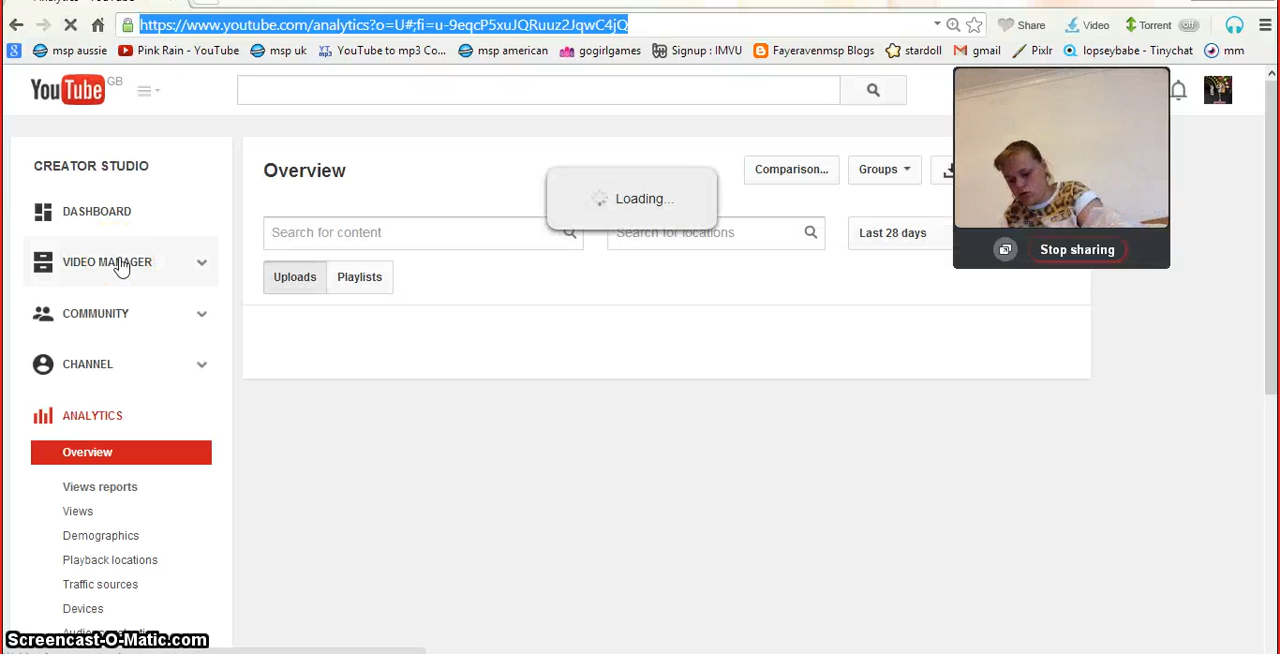 https://www.youtube.com/analytics?o=U#;fi=u-9eqcP5xuJQRuuz2JqwC4jQ
Share Video Torrent off
msp aussie Pink Rain - YouTube msp uk YouTube to mp3 Co... msp american gogirlgames Signup : IMVU Fayeravenmsp Blogs stardoll gmail Pixlr lopseybabe - Tinychat mm
YouTube GB
CREATOR STUDIO
DASHBOARD
VIDEO MANAGER
COMMUNITY
CHANNEL
ANALYTICS
Overview
Views reports
Views
Demographics
Playback locations
Traffic sources
Devices
Overview
Comparison...
Groups
Loading...
Search for content
Search for locations
Last 28 days
Uploads
Playlists
Stop sharing
Screencast-O-Matic.com